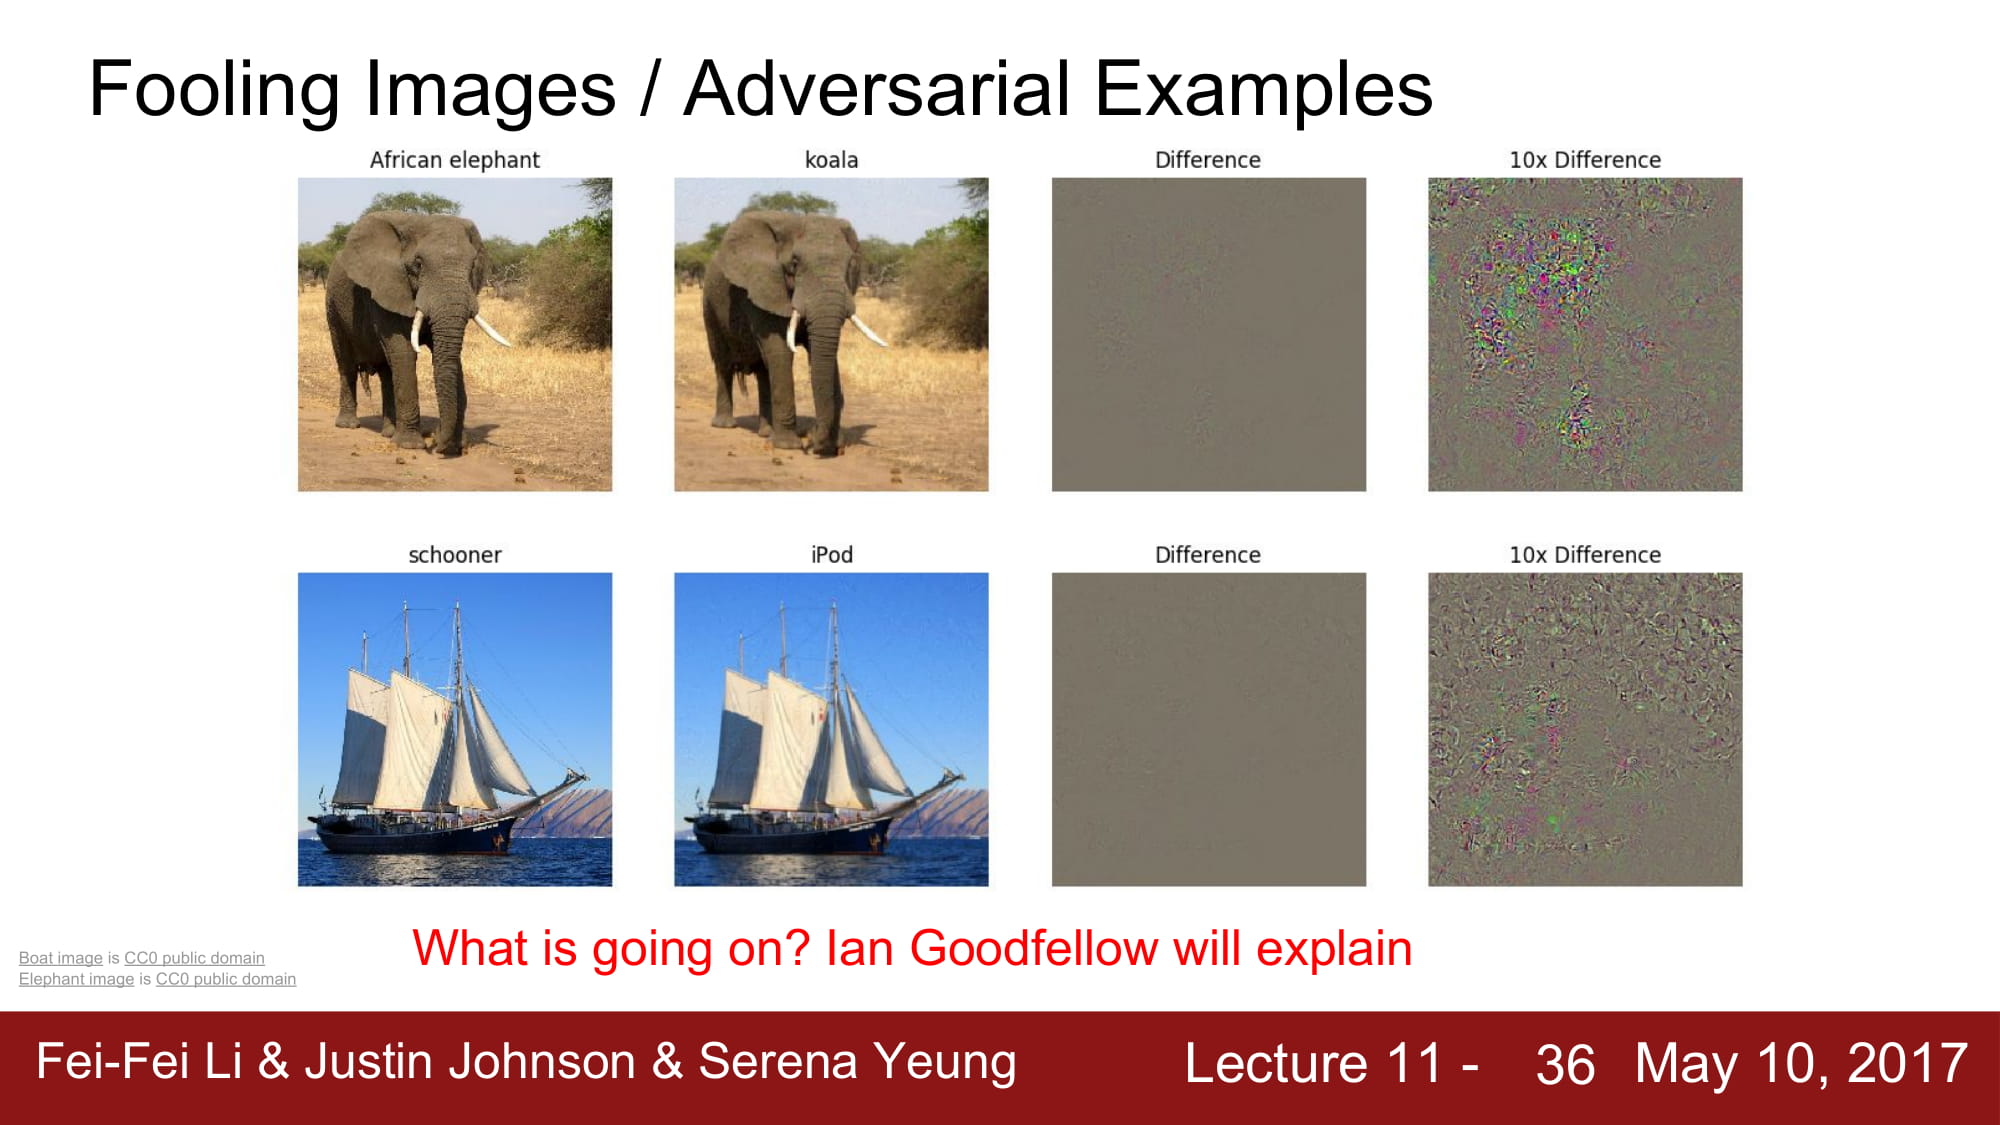 Fooling Images / Adversarial Examples
African elephant
koala
Difference
10x Difference
schooner
iPod
Difference
10x Difference
What is going on? Ian Goodfellow will explain
Boat image is CC0 public domain
Elephant image is CC0 public domain
Fei-Fei Li & Justin Johnson & Serena Yeung
Lecture 11 - 36 May 10, 2017